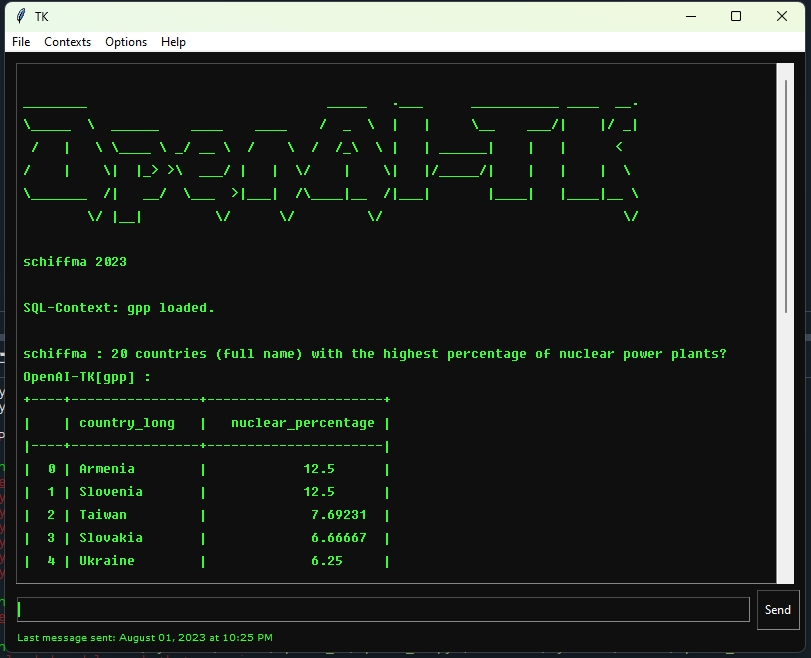 TK
File Contexts Options Help
OpenAI-TK
schiffma 2023
SQL-Context: gpp loaded.
schiffma : 20 countries (full name) with the highest percentage of nuclear power plants?
OpenAI-TK[gpp] :
| | country_long | nuclear_percentage |
| 0 | Armenia | 12.5 |
| 1 | Slovenia | 12.5 |
| 2 | Taiwan | 7.69231 |
| 3 | Slovakia | 6.66667 |
| 4 | Ukraine | 6.25 |
Send
Last message sent: August 01, 2023 at 10:25 PM